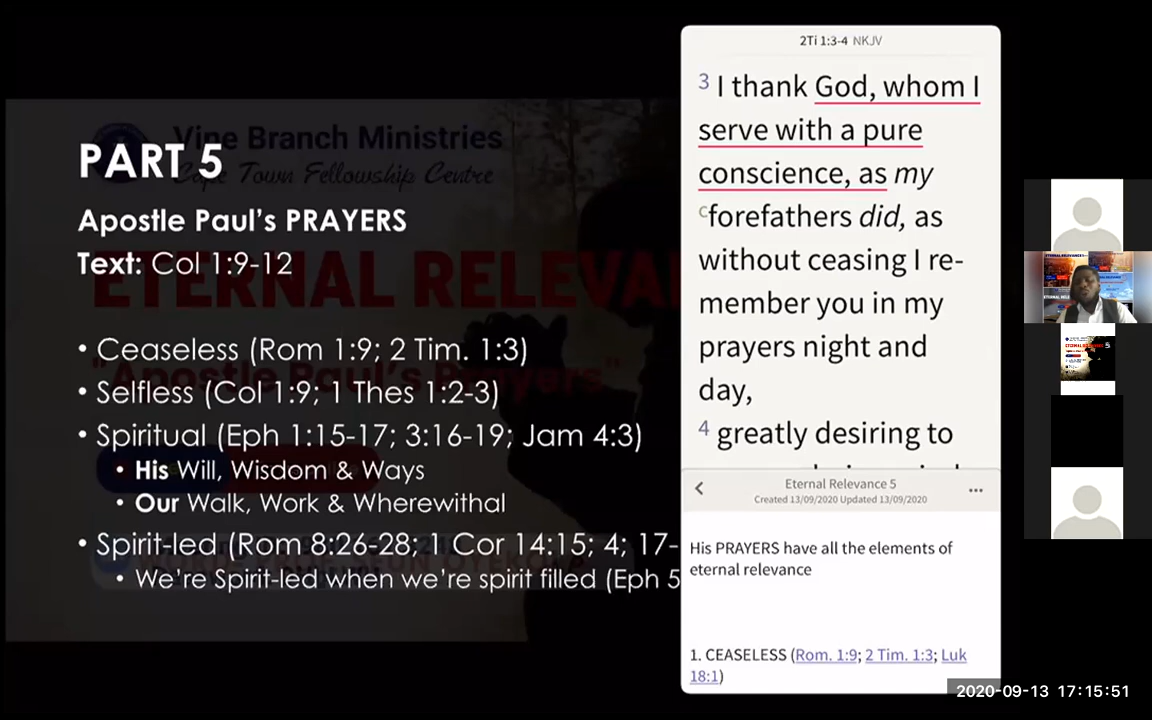 Vine Branch Ministries
Cape Town Fellowship Centre
PART 5
Apostle Paul's PRAYERS
Text: Col 1:9-12
ETERNAL RELEVA
"Apostle Paul's Prayers"
• Ceaseless (Rom 1:9; 2 Tim. 1:3)
• Selfless (Col 1:9; 1 Thes 1:2-3)
• Spiritual (Eph 1:15-17; 3:16-19; Jam 4:3)
• His Will, Wisdom & Ways
• Our Walk, Work & Wherewithal
• Spirit-led (Rom 8:26-28; 1 Cor 14:15; 4; 17-
• We're Spirit-led when we're spirit filled (Eph 5
2Ti 1:3-4 NKJV
3 I thank God, whom I
serve with a pure
conscience, as my
c forefathers did, as
without ceasing I re-
member you in my
prayers night and
day,
4 greatly desiring to
Eternal Relevance 5
Created 13/09/2020 Updated 13/09/2020
His PRAYERS have all the elements of
eternal relevance
1. CEASELESS (Rom. 1:9; 2 Tim. 1:3; Luk
18:1)
2020-09-13 17:15:51